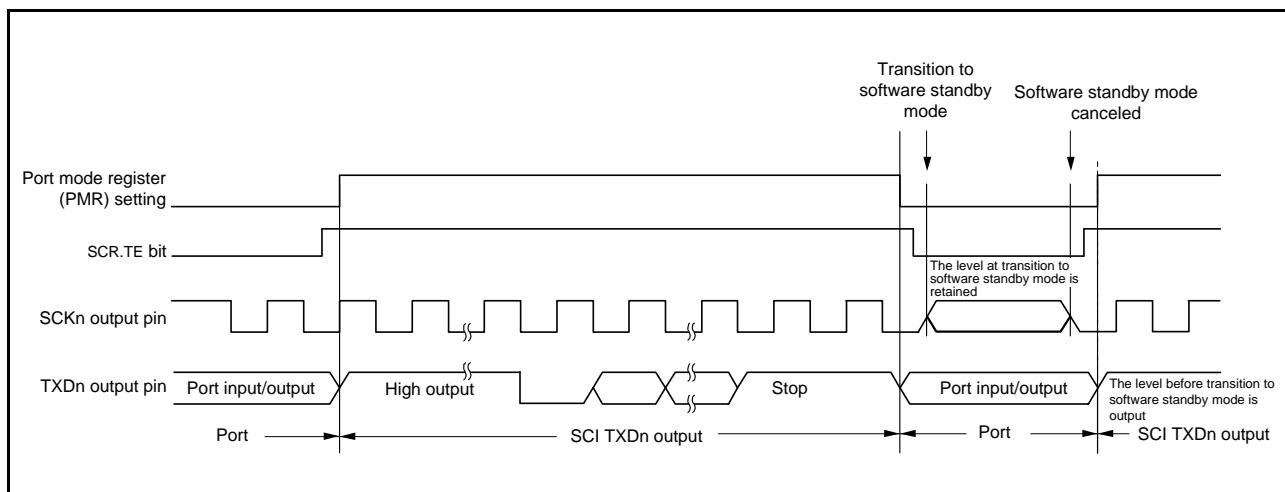 Transition to
software standby
mode
Software standby mode
canceled
Port mode register
(PMR) setting
SCR.TE bit
The level at transition to
software standby mode is
retained
SCKn output pin
TXDn output pin
Port input/output
High output
Stop
Port input/output
The level before transition to
software standby mode is
output
Port
SCI TXDn output
Port
SCI TXDn output